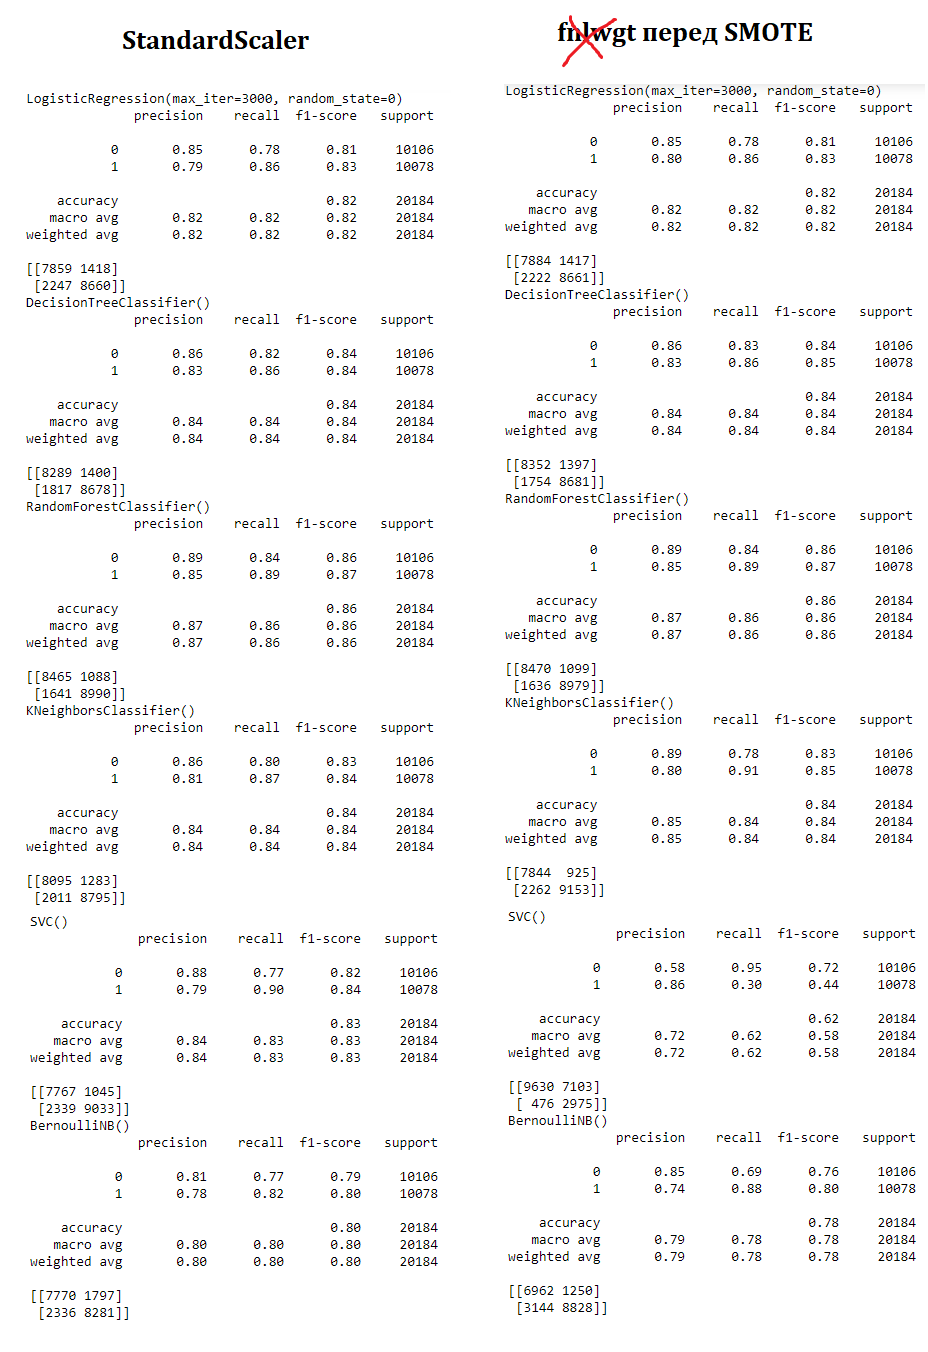 StandardScaler
LogisticRegression(max_iter=3000, random_state=0)
precision recall f1-score support
0 0.85 0.78 0.81 10106
1 0.79 0.86 0.83 10078
accuracy 0.82 20184
macro avg 0.82 0.82 0.82 20184
weighted avg 0.82 0.82 0.82 20184
[[7859 1418]
[2247 8660]]
DecisionTreeClassifier()
precision recall f1-score support
0 0.86 0.82 0.84 10106
1 0.83 0.86 0.84 10078
accuracy 0.84 20184
macro avg 0.84 0.84 0.84 20184
weighted avg 0.84 0.84 0.84 20184
[[8289 1400]
[1817 8678]]
RandomForestClassifier()
precision recall f1-score support
0 0.89 0.84 0.86 10106
1 0.85 0.89 0.87 10078
accuracy 0.86 20184
macro avg 0.87 0.86 0.86 20184
weighted avg 0.87 0.86 0.86 20184
[[8465 1088]
[1641 8990]]
KNeighborsClassifier()
precision recall f1-score support
0 0.86 0.80 0.83 10106
1 0.81 0.87 0.84 10078
accuracy 0.84 20184
macro avg 0.84 0.84 0.84 20184
weighted avg 0.84 0.84 0.84 20184
[[8095 1283]
[2011 8795]]
SVC()
precision recall f1-score support
0 0.88 0.77 0.82 10106
1 0.79 0.90 0.84 10078
accuracy 0.83 20184
macro avg 0.84 0.83 0.83 20184
weighted avg 0.84 0.83 0.83 20184
[[7767 1045]
[2339 9033]]
BernoulliNB()
precision recall f1-score support
0 0.81 0.77 0.79 10106
1 0.78 0.82 0.80 10078
accuracy 0.80 20184
macro avg 0.80 0.80 0.80 20184
weighted avg 0.80 0.80 0.80 20184
[[7770 1797]
[2336 8281]]
fnlwgt перед SMOTE
LogisticRegression(max_iter=3000, random_state=0)
precision recall f1-score support
0 0.85 0.78 0.81 10106
1 0.80 0.86 0.83 10078
accuracy 0.82 20184
macro avg 0.82 0.82 0.82 20184
weighted avg 0.82 0.82 0.82 20184
[[7884 1417]
[2222 8661]]
DecisionTreeClassifier()
precision recall f1-score support
0 0.86 0.83 0.84 10106
1 0.83 0.86 0.85 10078
accuracy 0.84 20184
macro avg 0.84 0.84 0.84 20184
weighted avg 0.84 0.84 0.84 20184
[[8352 1397]
[1754 8681]]
RandomForestClassifier()
precision recall f1-score support
0 0.89 0.84 0.86 10106
1 0.85 0.89 0.87 10078
accuracy 0.86 20184
macro avg 0.87 0.86 0.86 20184
weighted avg 0.87 0.86 0.86 20184
[[8470 1099]
[1636 8979]]
KNeighborsClassifier()
precision recall f1-score support
0 0.89 0.78 0.83 10106
1 0.80 0.91 0.85 10078
accuracy 0.84 20184
macro avg 0.85 0.84 0.84 20184
weighted avg 0.85 0.84 0.84 20184
[[7844 925]
[2262 9153]]
SVC()
precision recall f1-score support
0 0.58 0.95 0.72 10106
1 0.86 0.30 0.44 10078
accuracy 0.62 20184
macro avg 0.72 0.62 0.58 20184
weighted avg 0.72 0.62 0.58 20184
[[9630 7103]
[ 476 2975]]
BernoulliNB()
precision recall f1-score support
0 0.85 0.69 0.76 10106
1 0.74 0.88 0.80 10078
accuracy 0.78 20184
macro avg 0.79 0.78 0.78 20184
weighted avg 0.79 0.78 0.78 20184
[[6962 1250]
[3144 8828]]